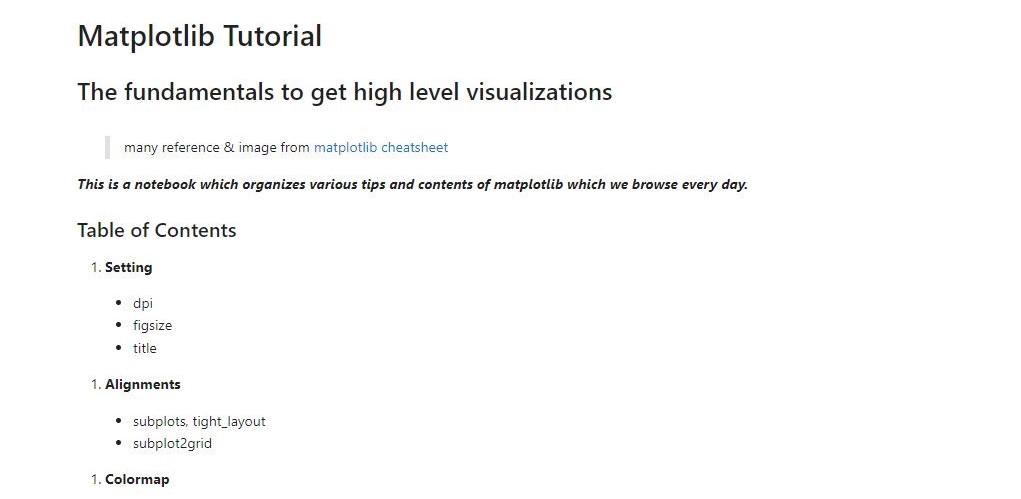 Matplotlib Tutorial
The fundamentals to get high level visualizations
many reference & image from matplotlib cheatsheet
This is a notebook which organizes various tips and contents of matplotlib which we browse every day.
Table of Contents
1. Setting
• dpi
• figsize
• title
1. Alignments
• subplots, tight_layout
• subplot2grid
1. Colormap